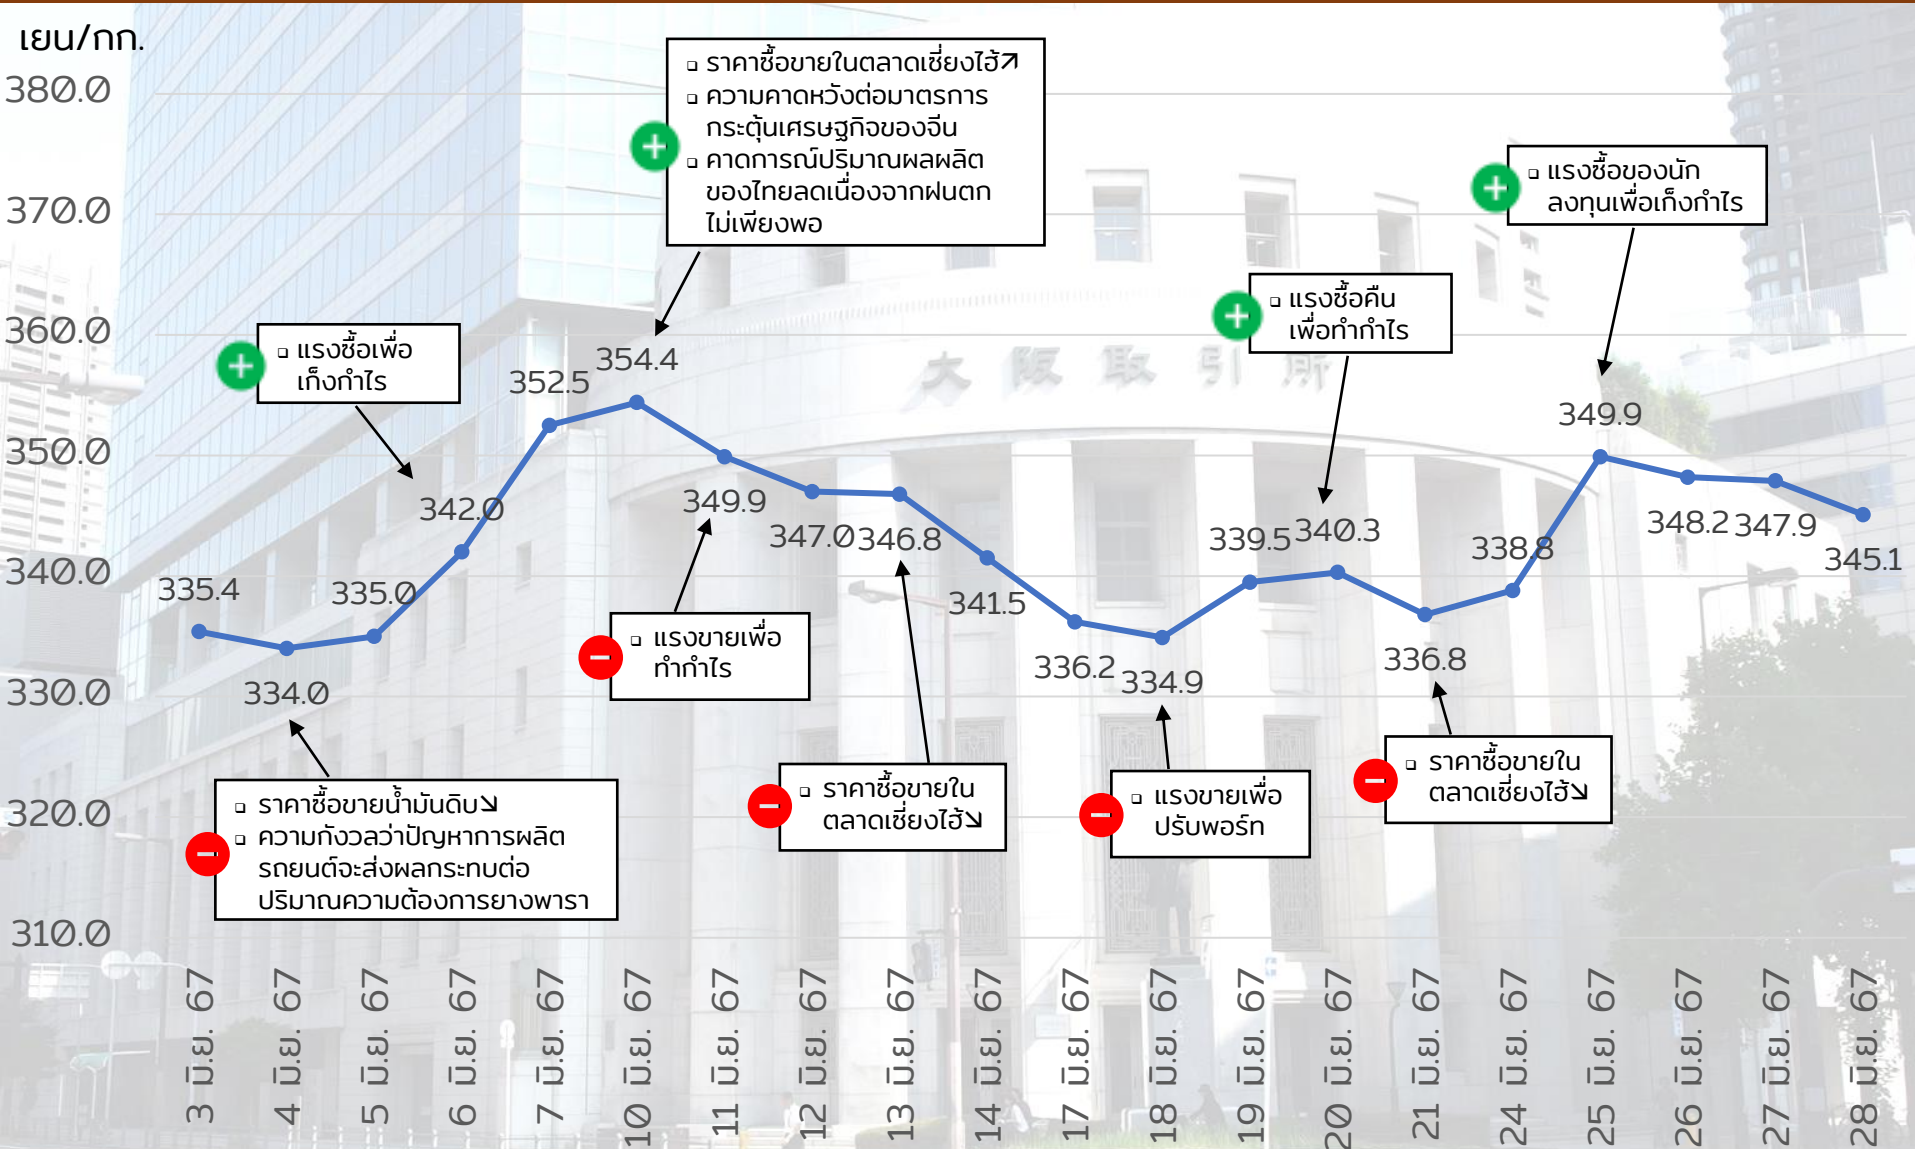 เยน/กก.
380.0
370.0
360.0
350.0
340.0
330.0
320.0
310.0
▫ ราคาซื้อขายในตลาดเซี่ยงไฮ้↗
▫ ความคาดหวังต่อมาตรการ
กระตุ้นเศรษฐกิจของจีน
▫ คาดการณ์ปริมาณผลผลิต
ของไทยลดเนื่องจากฝนตก
ไม่เพียงพอ
▫ แรงซื้อของนัก
ลงทุนเพื่อเก็งกำไร
▫ แรงซื้อคืน
เพื่อทำกำไร
▫ แรงซื้อเพื่อ
เก็งกำไร
大阪取引所
335.4
334.0
335.0
342.0
352.5
354.4
349.9
347.0
346.8
341.5
336.2
334.9
339.5
340.3
336.8
338.8
349.9
348.2
347.9
345.1
▫ แรงขายเพื่อ
ทำกำไร
▫ ราคาซื้อขายน้ำมันดิบ↘
▫ ความกังวลว่าปัญหาการผลิต
รถยนต์จะส่งผลกระทบต่อ
ปริมาณความต้องการยางพารา
▫ ราคาซื้อขายใน
ตลาดเซี่ยงไฮ้↘
▫ แรงขายเพื่อ
ปรับพอร์ท
▫ ราคาซื้อขายใน
ตลาดเซี่ยงไฮ้↘
3 มิ.ย. 67
4 มิ.ย. 67
5 มิ.ย. 67
6 มิ.ย. 67
7 มิ.ย. 67
10 มิ.ย. 67
11 มิ.ย. 67
12 มิ.ย. 67
13 มิ.ย. 67
14 มิ.ย. 67
17 มิ.ย. 67
18 มิ.ย. 67
19 มิ.ย. 67
20 มิ.ย. 67
21 มิ.ย. 67
24 มิ.ย. 67
25 มิ.ย. 67
26 มิ.ย. 67
27 มิ.ย. 67
28 มิ.ย. 67